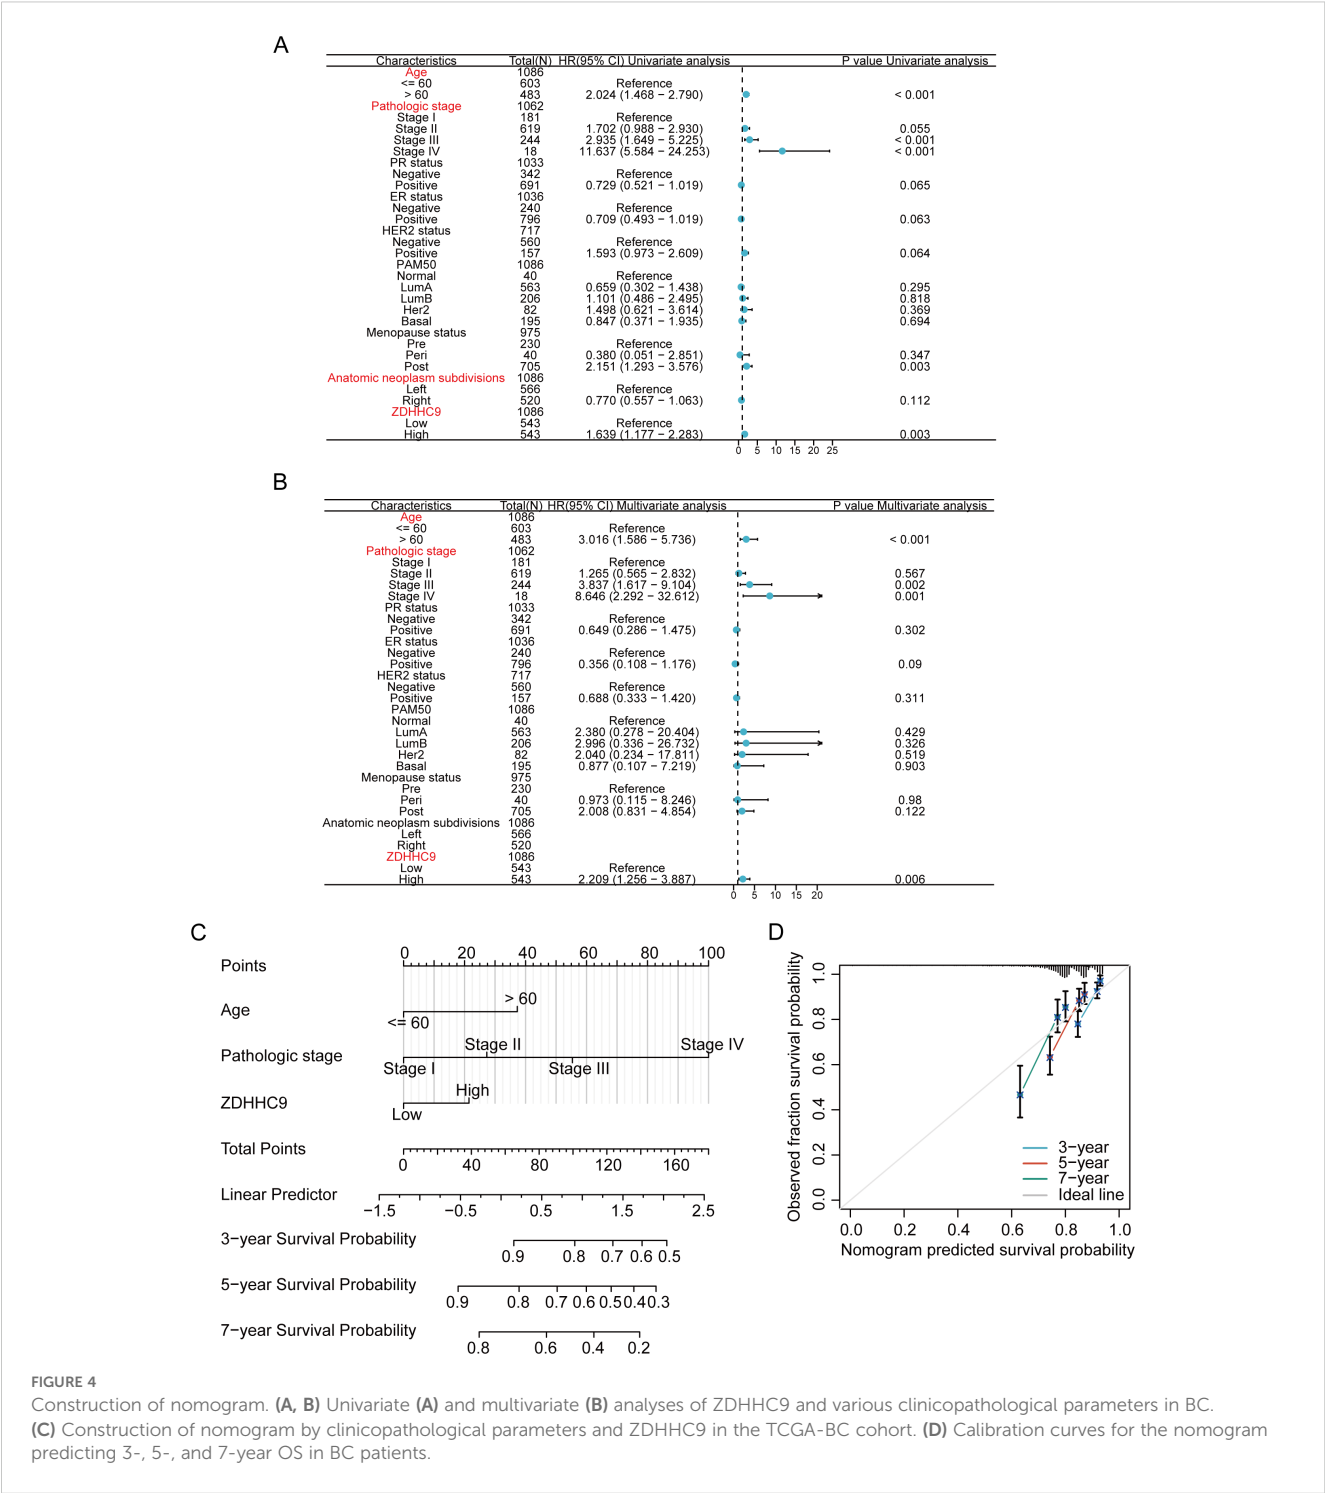 A
Characteristics Total(N) HR(95% CI) Univariate analysis P value Univariate analysis
Age 1086
<= 60 603 Reference
> 60 483 2.024 (1.468 − 2.790) < 0.001
Pathologic stage 1062
Stage I 181 Reference
Stage II 619 1.702 (0.988 − 2.930) 0.055
Stage III 244 2.935 (1.649 − 5.225) < 0.001
Stage IV 18 11.637 (5.584 − 24.253) < 0.001
PR status 1033
Negative 342 Reference
Positive 691 0.729 (0.521 − 1.019) 0.065
ER status 1036
Negative 240 Reference
Positive 796 0.709 (0.493 − 1.019) 0.063
HER2 status 717
Negative 560 Reference
Positive 157 1.593 (0.973 − 2.609) 0.064
PAM50 1086
Normal 40 Reference
LumA 563 0.659 (0.302 − 1.438) 0.295
LumB 206 1.101 (0.486 − 2.495) 0.818
Her2 82 1.498 (0.621 − 3.614) 0.369
Basal 195 0.847 (0.371 − 1.935) 0.694
Menopause status 975
Pre 230 Reference
Peri 40 0.380 (0.051 − 2.851) 0.347
Post 705 2.151 (1.293 − 3.576) 0.003
Anatomic neoplasm subdivisions 1086
Left 566 Reference
Right 520 0.770 (0.557 − 1.063) 0.112
ZDHHC9 1086
Low 543 Reference
High 543 1.639 (1.177 − 2.283) 0.003
0 5 10 15 20 25
B
Characteristics Total(N) HR(95% CI) Multivariate analysis P value Multivariate analysis
Age 1086
<= 60 603 Reference
> 60 483 3.016 (1.586 − 5.736) < 0.001
Pathologic stage 1062
Stage I 181 Reference
Stage II 619 1.265 (0.565 − 2.832) 0.567
Stage III 244 3.837 (1.617 − 9.104) 0.002
Stage IV 18 8.646 (2.292 − 32.612) 0.001
PR status 1033
Negative 342 Reference
Positive 691 0.649 (0.286 − 1.475) 0.302
ER status 1036
Negative 240 Reference
Positive 796 0.356 (0.108 − 1.176) 0.09
HER2 status 717
Negative 560 Reference
Positive 157 0.688 (0.333 − 1.420) 0.311
PAM50 1086
Normal 40 Reference
LumA 563 2.380 (0.278 − 20.404) 0.429
LumB 206 2.996 (0.336 − 26.732) 0.326
Her2 82 2.040 (0.234 − 17.811) 0.519
Basal 195 0.877 (0.107 − 7.219) 0.903
Menopause status 975
Pre 230 Reference
Peri 40 0.973 (0.115 − 8.246) 0.98
Post 705 2.008 (0.831 − 4.854) 0.122
Anatomic neoplasm subdivisions 1086
Left 566
Right 520
ZDHHC9 1086
Low 543 Reference
High 543 2.209 (1.256 − 3.887) 0.006
0 5 10 15 20
C
Points 0 20 40 60 80 100
Age <= 60 > 60
Pathologic stage Stage I Stage II Stage III Stage IV
ZDHHC9 Low High
Total Points
0 40 80 120 160
Linear Predictor
−1.5 −0.5 0.5 1.5 2.5
3−year Survival Probability
0.9 0.8 0.7 0.6 0.5
5−year Survival Probability
0.9 0.8 0.7 0.6 0.5 0.4 0.3
7−year Survival Probability
0.8 0.6 0.4 0.2
D
Observed fraction survival probability
0.0 0.2 0.4 0.6 0.8 1.0
3−year
5−year
7−year
Ideal line
0.0 0.2 0.4 0.6 0.8 1.0
Nomogram predicted survival probability
FIGURE 4
Construction of nomogram. (A, B) Univariate (A) and multivariate (B) analyses of ZDHHC9 and various clinicopathological parameters in BC.
(C) Construction of nomogram by clinicopathological parameters and ZDHHC9 in the TCGA-BC cohort. (D) Calibration curves for the nomogram
predicting 3-, 5-, and 7-year OS in BC patients.